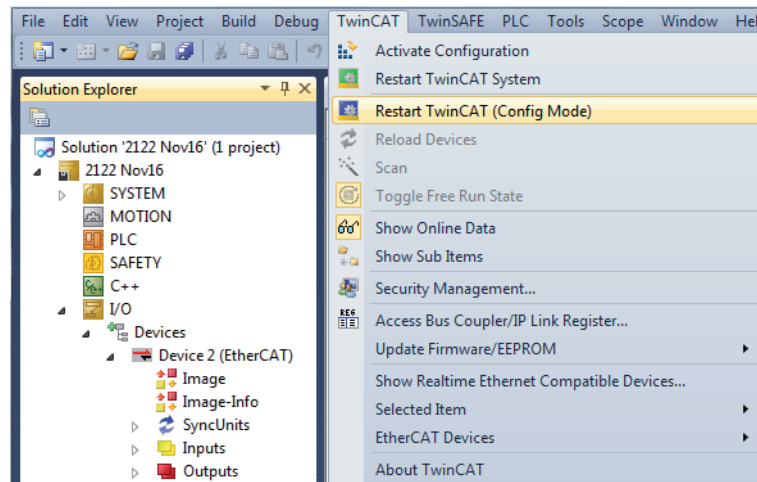 File Edit View Project Build Debug TwinCAT TwinSAFE PLC Tools Scope Window
Solution Explorer
Solution '2122 Nov16' (1 project)
2122 Nov16
SYSTEM
MOTION
PLC
SAFETY
C++
I/O
Devices
Device 2 (EtherCAT)
Image
Image-Info
SyncUnits
Inputs
Outputs
Activate Configuration
Restart TwinCAT System
Restart TwinCAT (Config Mode)
Reload Devices
Scan
Toggle Free Run State
Show Online Data
Show Sub Items
Security Management...
REG
Access Bus Coupler/IP Link Register...
Update Firmware/EEPROM
Show Realtime Ethernet Compatible Devices...
Selected Item
EtherCAT Devices
About TwinCAT